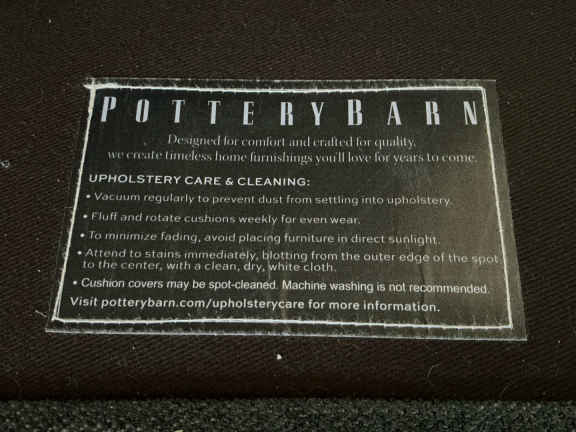 POTTERYBARN
Designed for comfort and crafted for quality,
we create timeless home furnishings you'll love for years to come.
UPHOLSTERY CARE & CLEANING:
• Vacuum regularly to prevent dust from settling into upholstery.
• Fluff and rotate cushions weekly for even wear.
• To minimize fading, avoid placing furniture in direct sunlight.
• Attend to stains immediately, blotting from the outer edge of the spot
to the center, with a clean, dry, white cloth.
• Cushion covers may be spot-cleaned. Machine washing is not recommended.
Visit potterybarn.com/upholsterycare for more information.